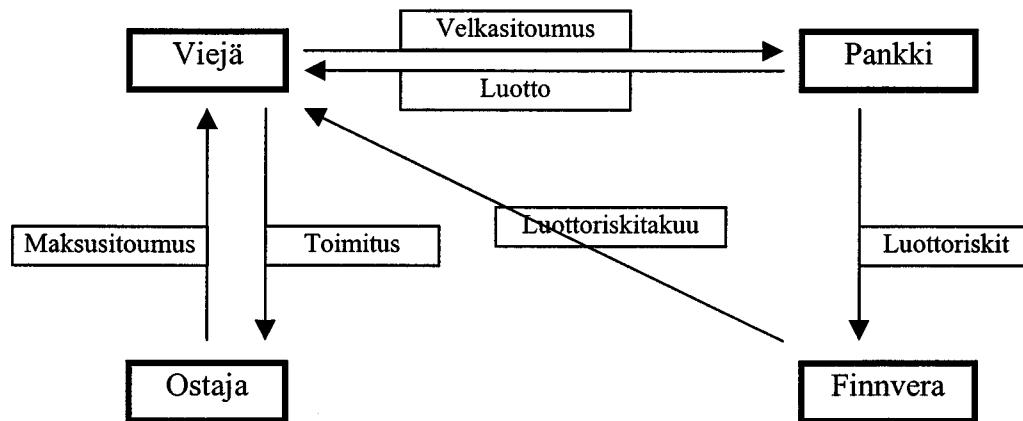 Velkasitoumus
Viejä
Pankki
Luotto
Luottoriskitakuu
Maksusitoumus
Toimitus
Luottoriskit
Ostaja
Finnvera